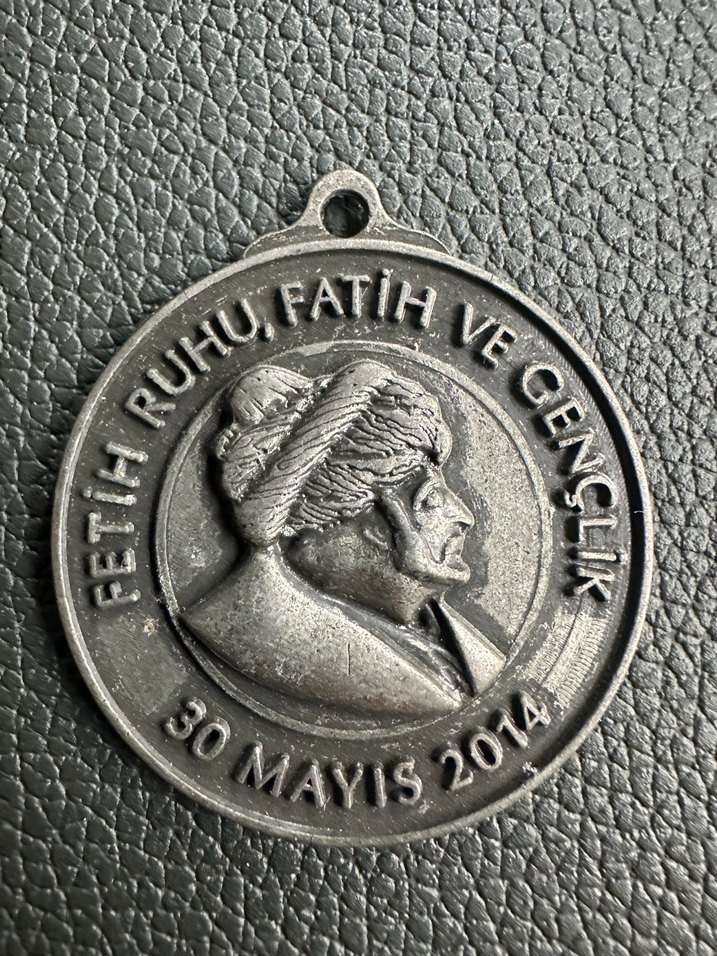 FETİH RUHU, FATİH VE GENÇLİK
30 MAYIS 2014